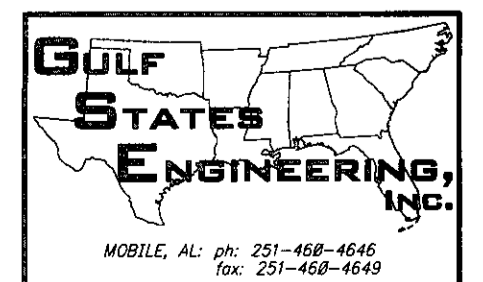 GULF
STATES
ENGINEERING,
INC.
MOBILE, AL: ph: 251-460-4646
fax: 251-460-4649